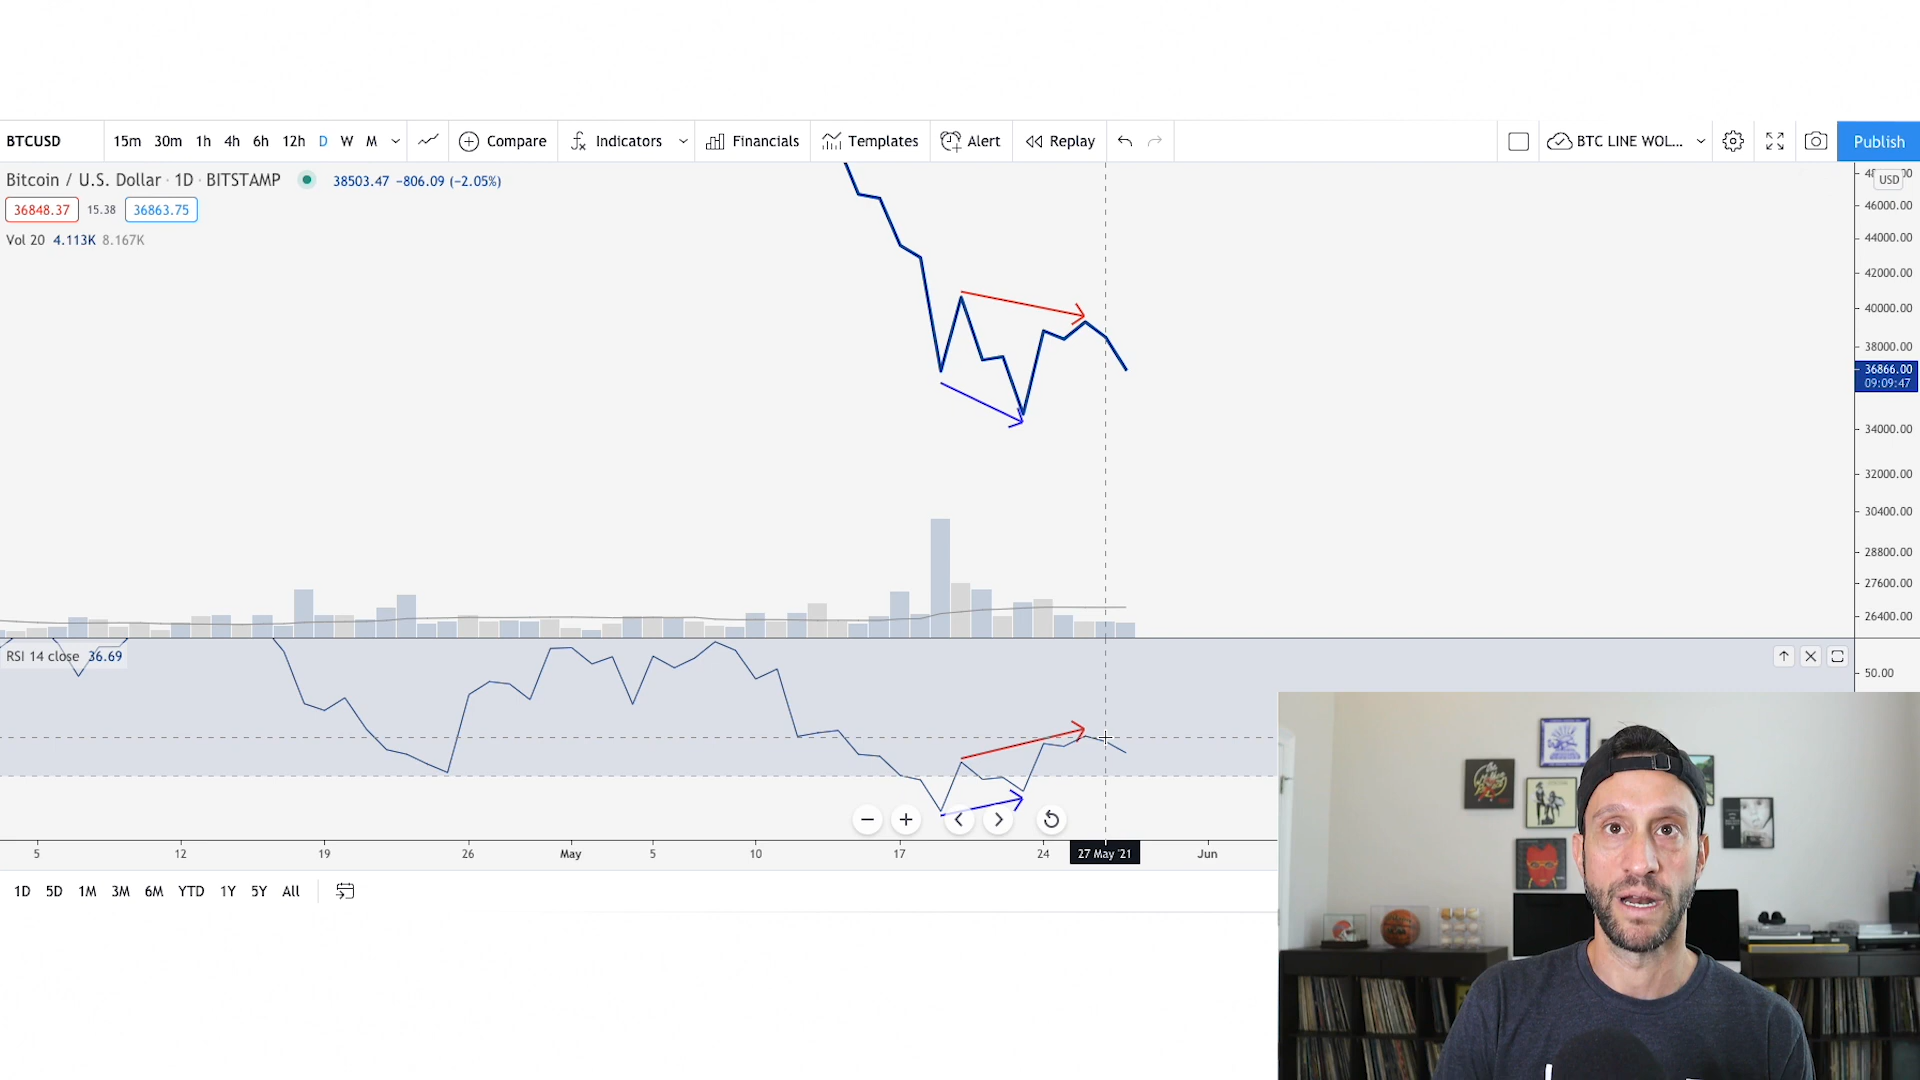 BTCUSD 15m 30m 1h 4h 6h 12h D W M Compare Indicators Financials Templates Alert Replay BTC LINE WOL... Publish
Bitcoin / U.S. Dollar · 1D · BITSTAMP 38503.47 −806.09 (−2.05%)
36848.37 15.38 36863.75
Vol 20 4.113K 8.167K
USD
46000.00
44000.00
42000.00
40000.00
38000.00
36866.00
09:09:47
34000.00
32000.00
30400.00
28800.00
27600.00
26400.00
RSI 14 close 36.69
50.00
5 12 19 26 May 5 10 17 24 27 May '21 Jun
1D 5D 1M 3M 6M YTD 1Y 5Y All